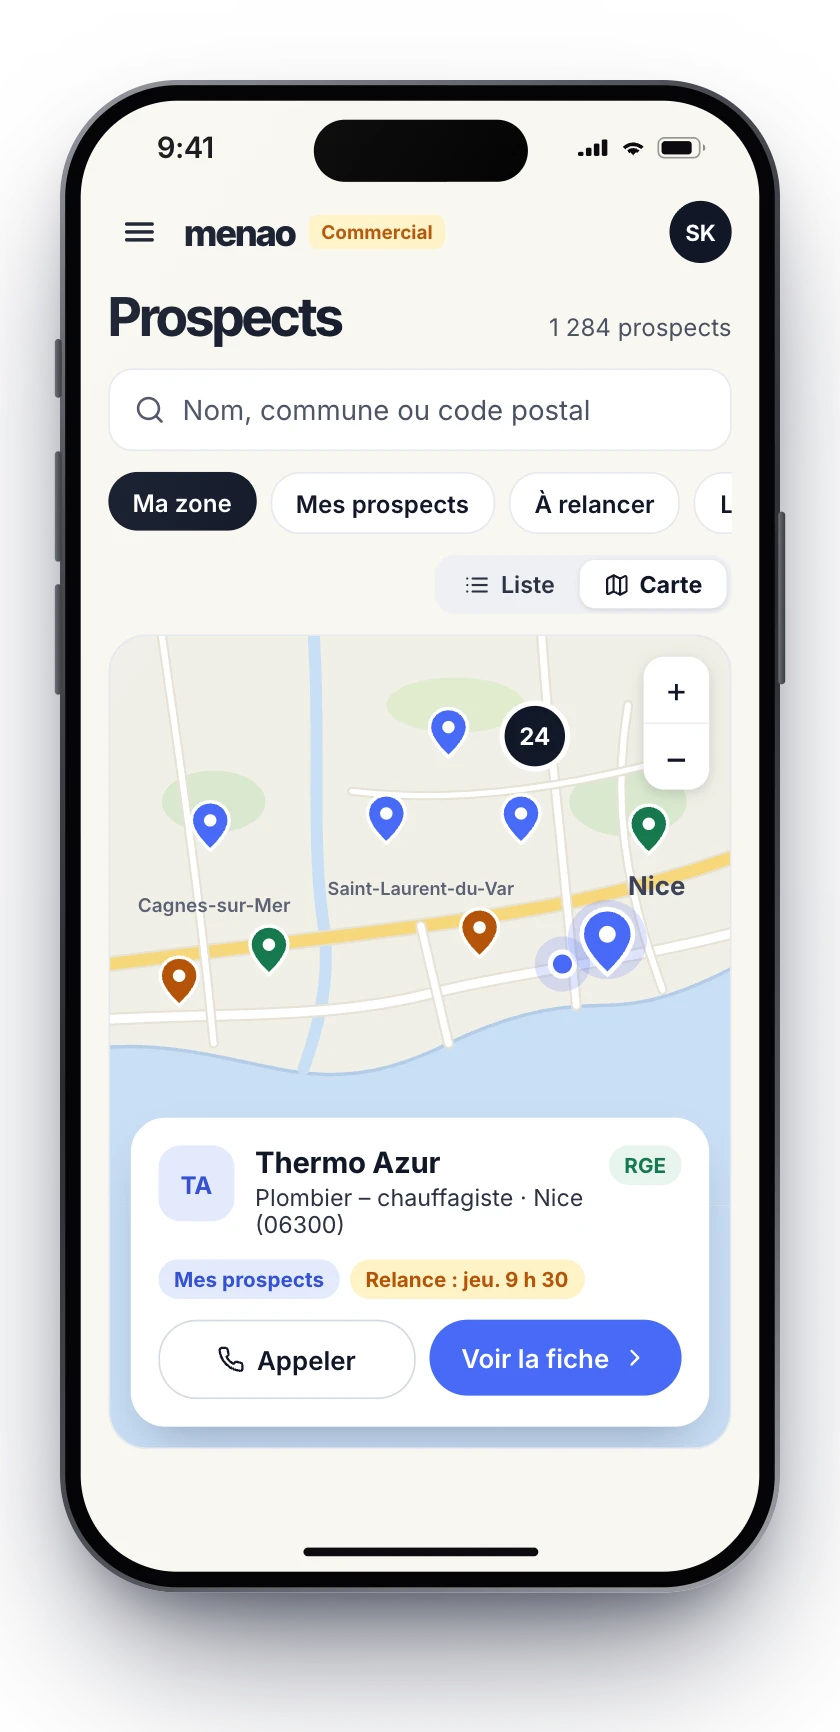 9:41
menao
Commercial
SK
Prospects
1 284 prospects
Nom, commune ou code postal
Ma zone
Mes prospects
À relancer
L
Liste
Carte
+
24
−
Nice
Saint-Laurent-du-Var
Cagnes-sur-Mer
TA
Thermo Azur
RGE
Plombier – chauffagiste · Nice
(06300)
Mes prospects
Relance : jeu. 9 h 30
Appeler
Voir la fiche